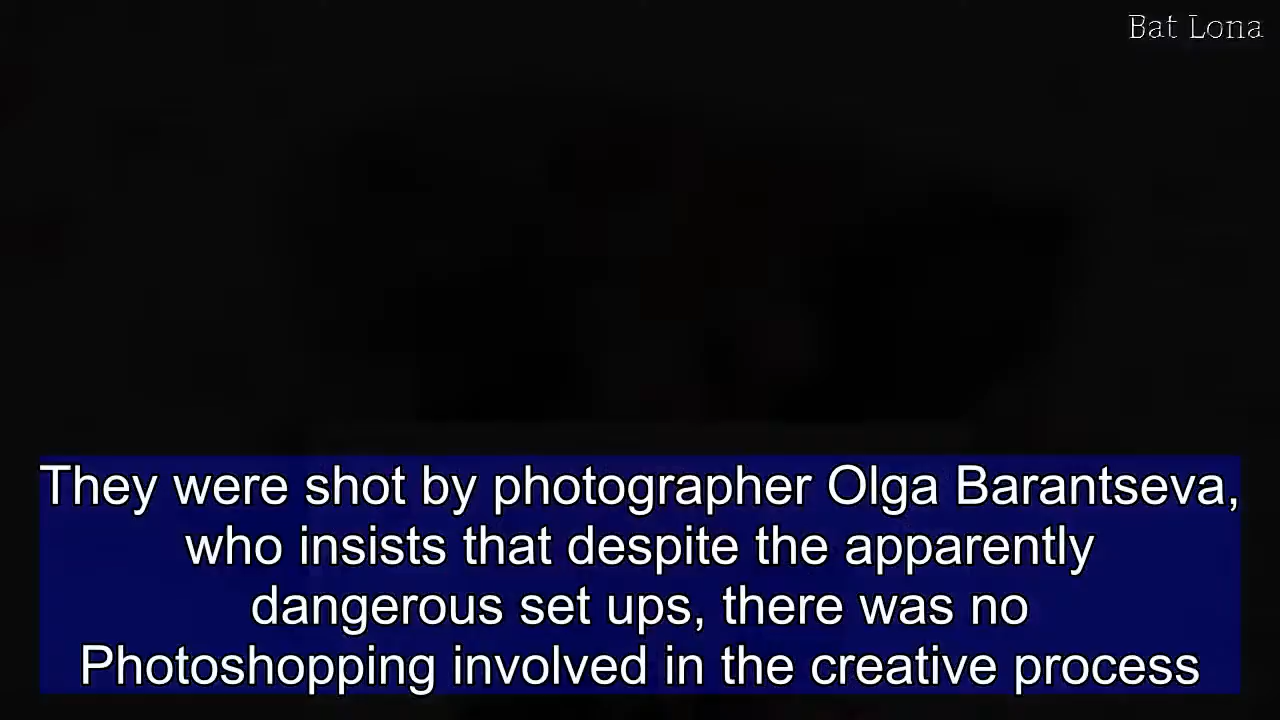 Bat Lona
They were shot by photographer Olga Barantseva,
who insists that despite the apparently
dangerous set ups, there was no
Photoshopping involved in the creative process